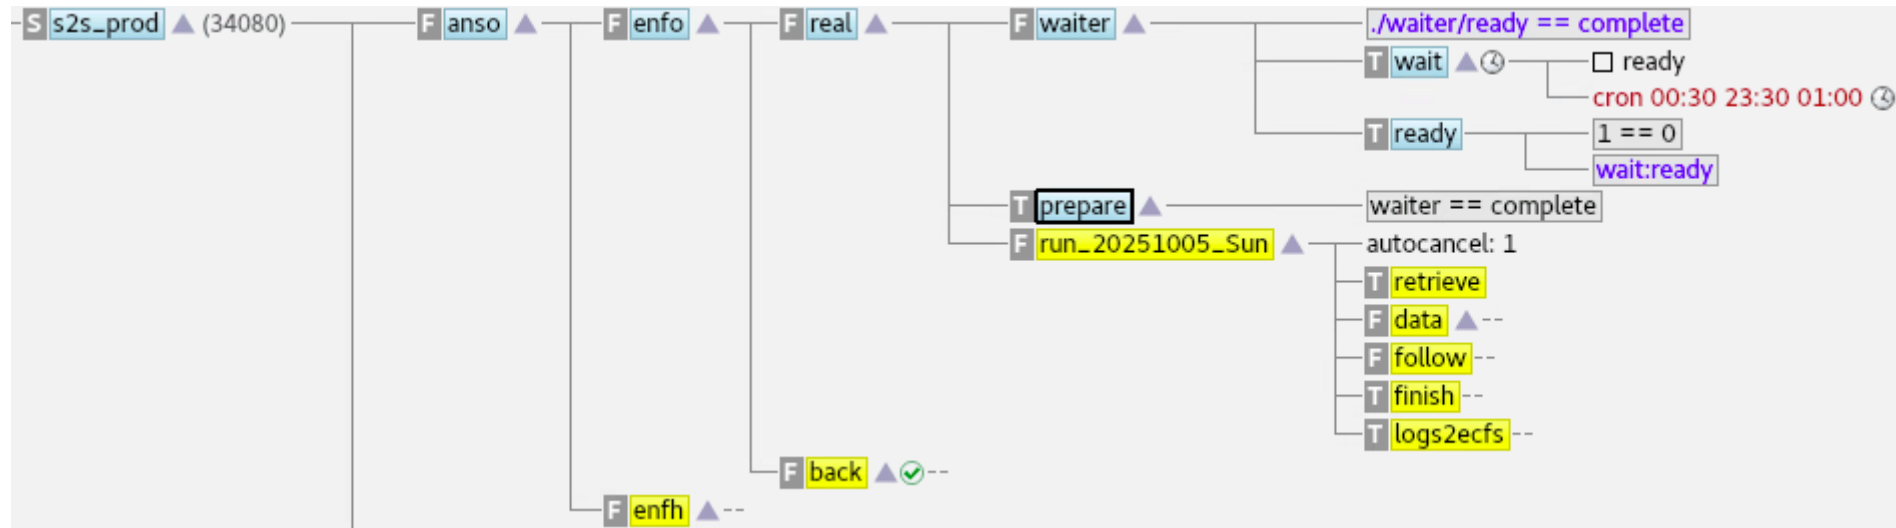 S s2s_prod (34080) F anso F enfo F real F waiter ./waiter/ready == complete
T wait ready
cron 00:30 23:30 01:00
T ready 1 == 0
wait:ready
T prepare waiter == complete
F run_20251005_Sun autocancel: 1
T retrieve
F data --
F follow --
T finish --
T logs2ecfs --
F back --
F enfh --